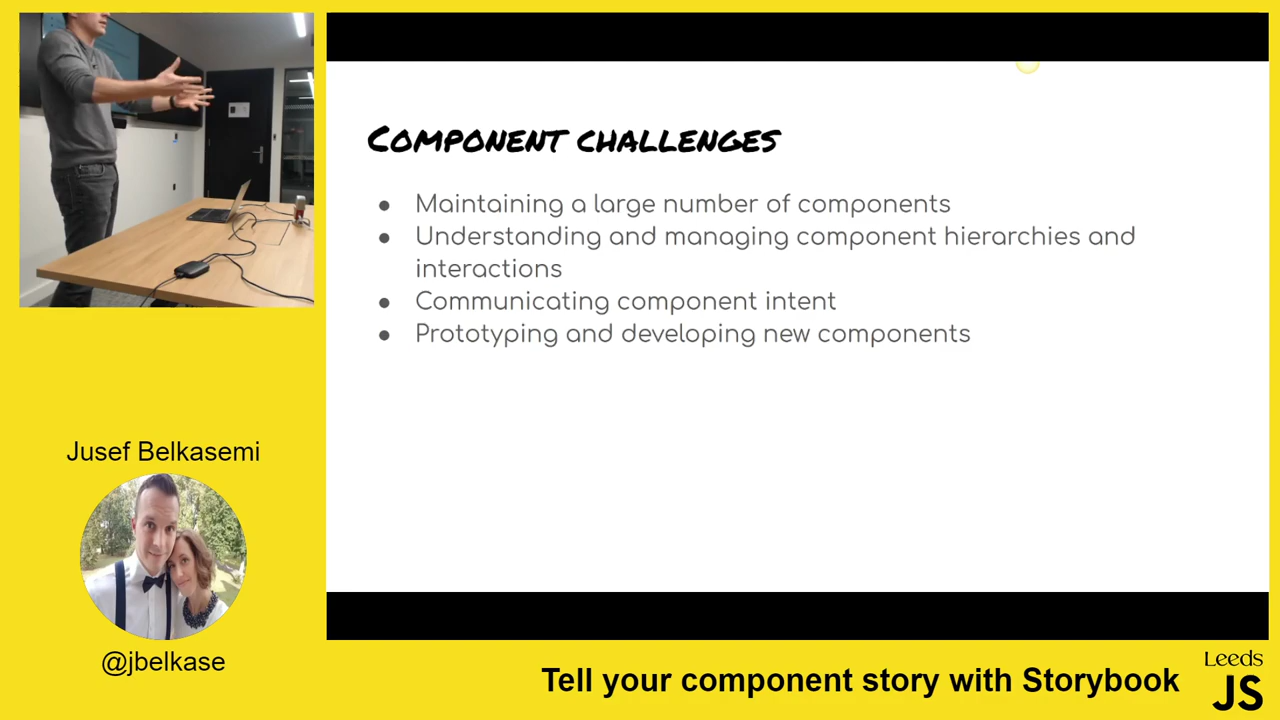 Component challenges
● Maintaining a large number of components
● Understanding and managing component hierarchies and
interactions
● Communicating component intent
● Prototyping and developing new components
Jusef Belkasemi
@jbelkase
Tell your component story with Storybook
Leeds
JS